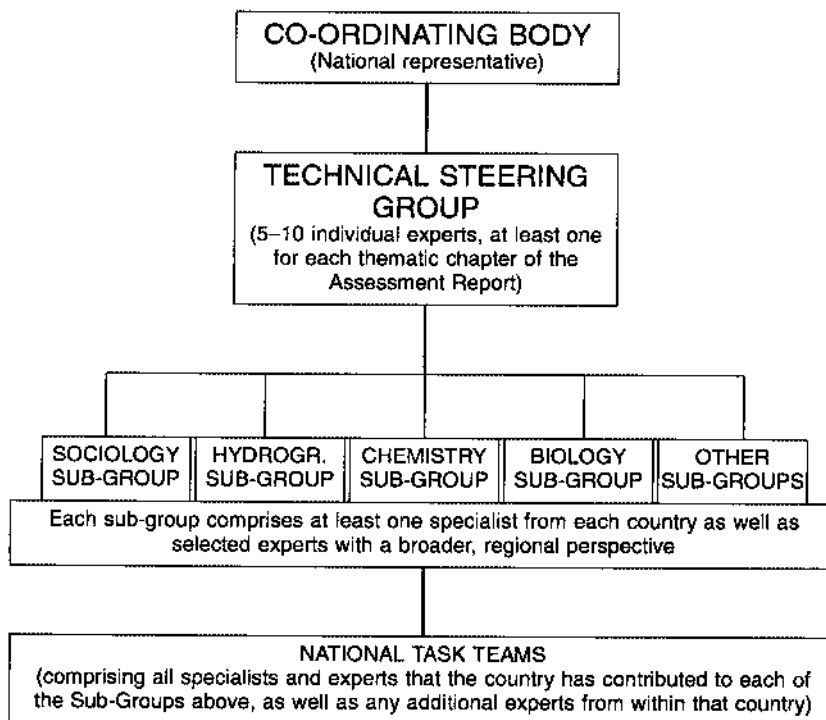 CO-ORDINATING BODY
(National representative)
TECHNICAL STEERING
GROUP
(5–10 individual experts, at least one
for each thematic chapter of the
Assessment Report)
SOCIOLOGY
SUB-GROUP
HYDROGR.
SUB-GROUP
CHEMISTRY
SUB-GROUP
BIOLOGY
SUB-GROUP
OTHER
SUB-GROUPS
Each sub-group comprises at least one specialist from each country as well as
selected experts with a broader, regional perspective
NATIONAL TASK TEAMS
(comprising all specialists and experts that the country has contributed to each of
the Sub-Groups above, as well as any additional experts from within that country)